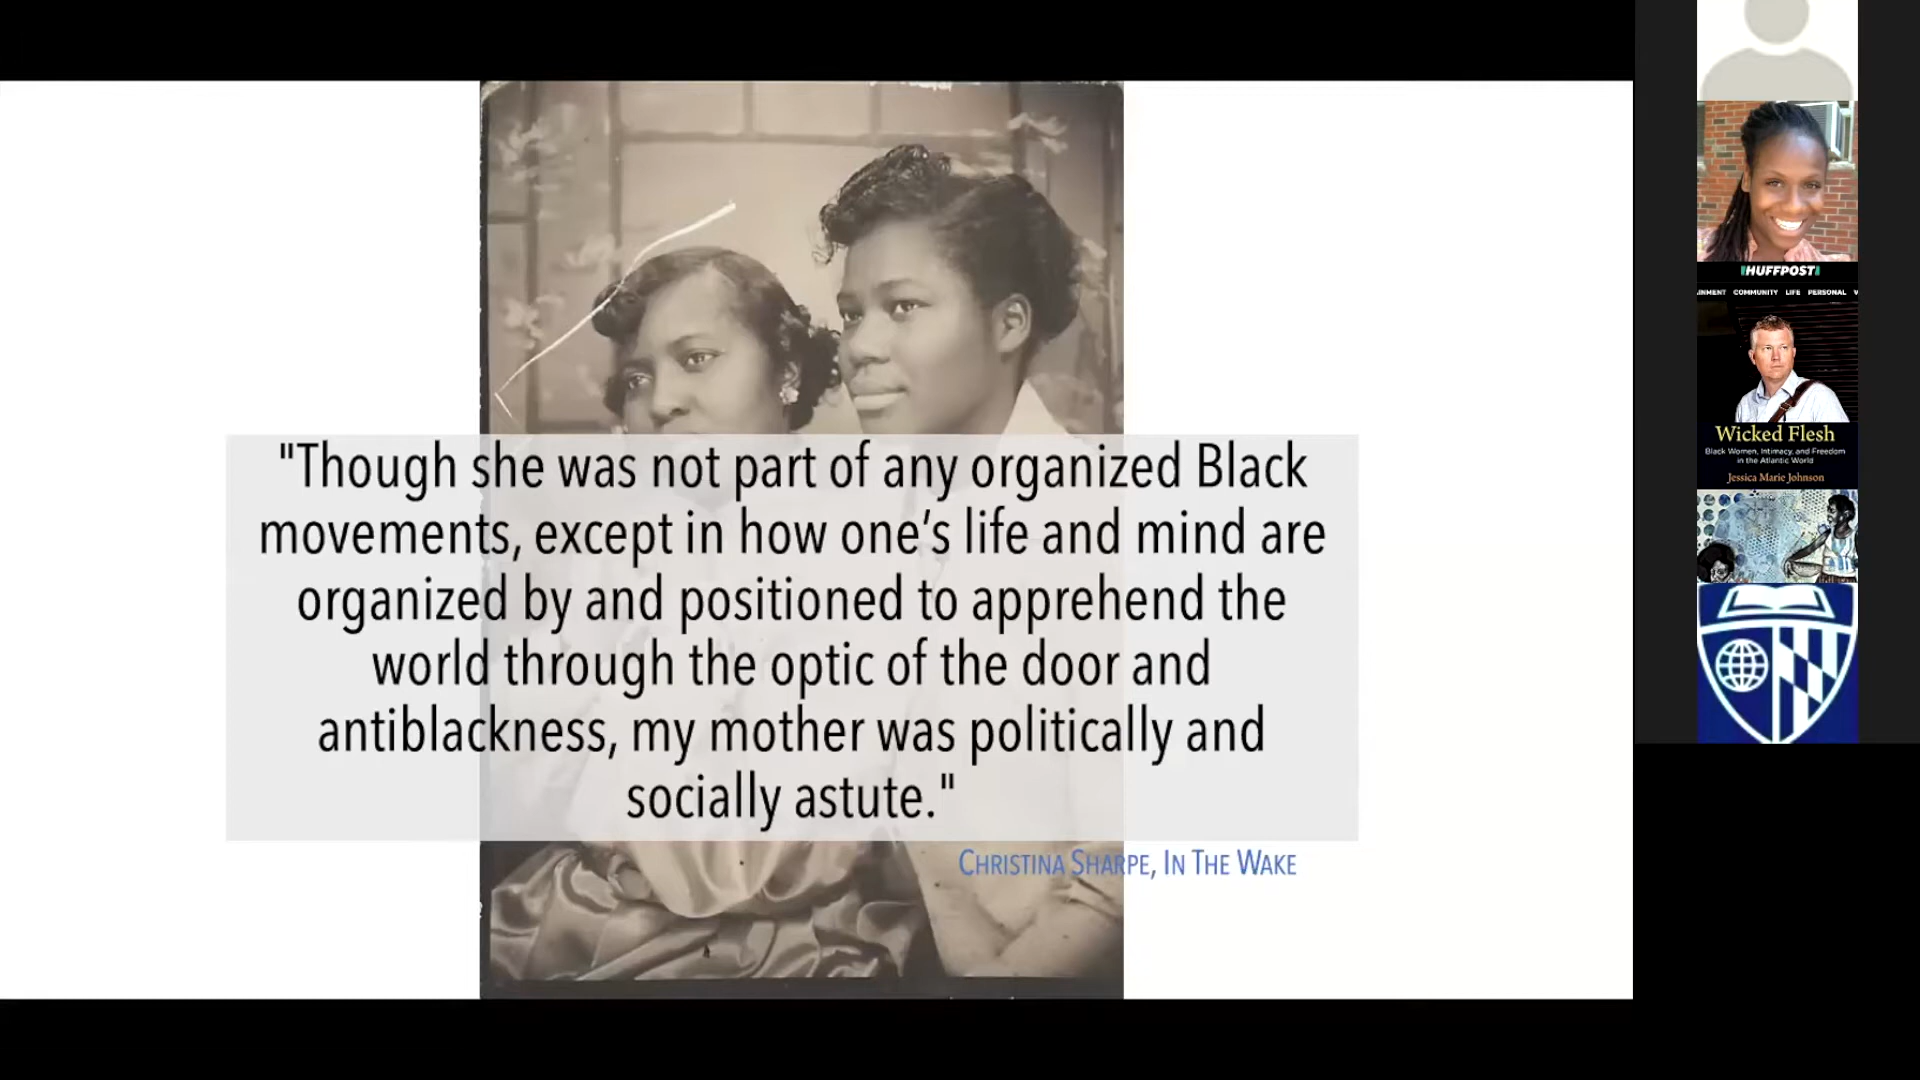 "Though she was not part of any organized Black
movements, except in how one's life and mind are
organized by and positioned to apprehend the
world through the optic of the door and
antiblackness, my mother was politically and
socially astute."
CHRISTINA SHARPE, IN THE WAKE
HUFFPOST
INMENT COMMUNITY LIFE PERSONAL V
Wicked Flesh
Black Women, Intimacy, and Freedom
in the Atlantic World
Jessica Marie Johnson